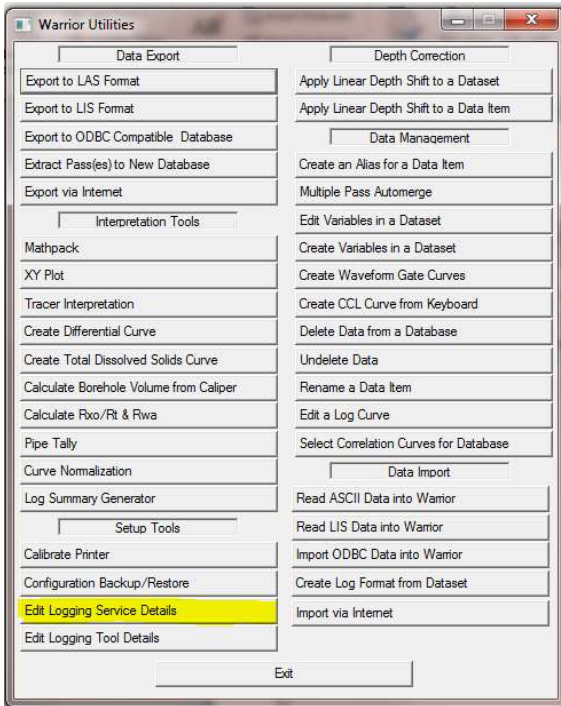 Warrior Utilities
Data Export
Export to LAS Format
Export to LIS Format
Export to ODBC Compatible Database
Extract Pass(es) to New Database
Export via Internet
Interpretation Tools
Mathpack
XY Plot
Tracer Interpretation
Create Differential Curve
Create Total Dissolved Solids Curve
Calculate Borehole Volume from Caliper
Calculate Rxo/Rt & Rwa
Pipe Tally
Curve Normalization
Log Summary Generator
Setup Tools
Calibrate Printer
Configuration Backup/Restore
Edit Logging Service Details
Edit Logging Tool Details
Depth Correction
Apply Linear Depth Shift to a Dataset
Apply Linear Depth Shift to a Data Item
Data Management
Create an Alias for a Data Item
Multiple Pass Automerge
Edit Variables in a Dataset
Create Variables in a Dataset
Create Waveform Gate Curves
Create CCL Curve from Keyboard
Delete Data from a Database
Undelete Data
Rename a Data Item
Edit a Log Curve
Select Correlation Curves for Database
Data Import
Read ASCII Data into Warrior
Read LIS Data into Warrior
Import ODBC Data into Warrior
Create Log Format from Dataset
Import via Internet
Exit